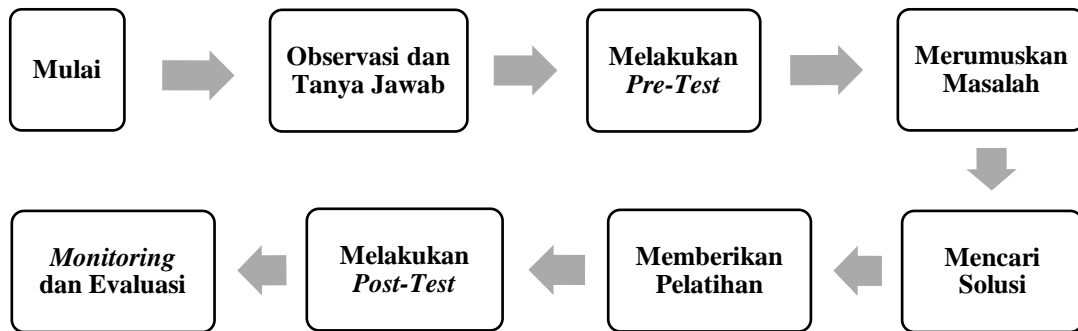 Mulai
Observasi dan
Tanya Jawab
Melakukan
Pre-Test
Merumuskan
Masalah
Mencari
Solusi
Memberikan
Pelatihan
Melakukan
Post-Test
Monitoring
dan Evaluasi